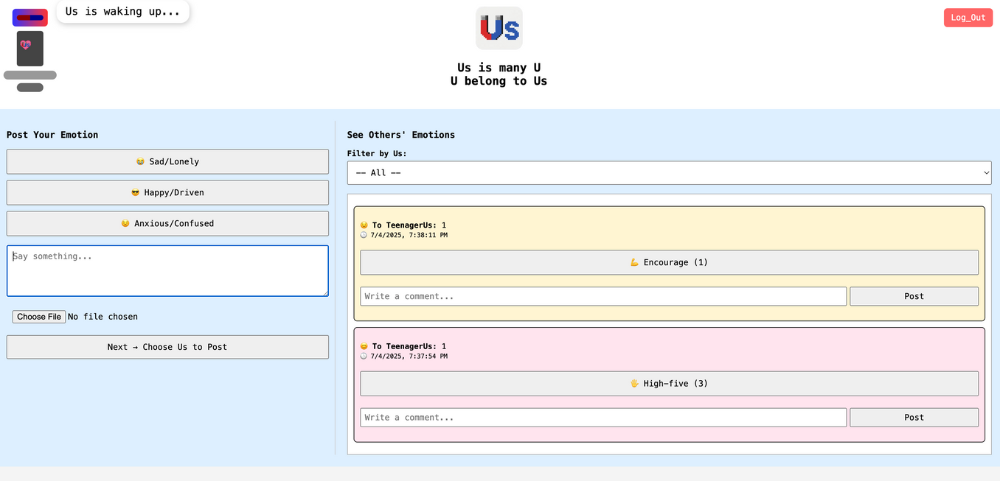 Us is waking up...
Us
Us is many U
U belong to Us
Log_Out
Post Your Emotion
😭 Sad/Lonely
😎 Happy/Driven
😣 Anxious/Confused
Say something...
Choose File No file chosen
Next → Choose Us to Post
See Others' Emotions
Filter by Us:
-- All --
😣 To TeenagerUs: 1
🕒 7/4/2025, 7:38:11 PM
💪 Encourage (1)
Write a comment... Post
😊 To TeenagerUs: 1
🕒 7/4/2025, 7:37:54 PM
🖐 High-five (3)
Write a comment... Post